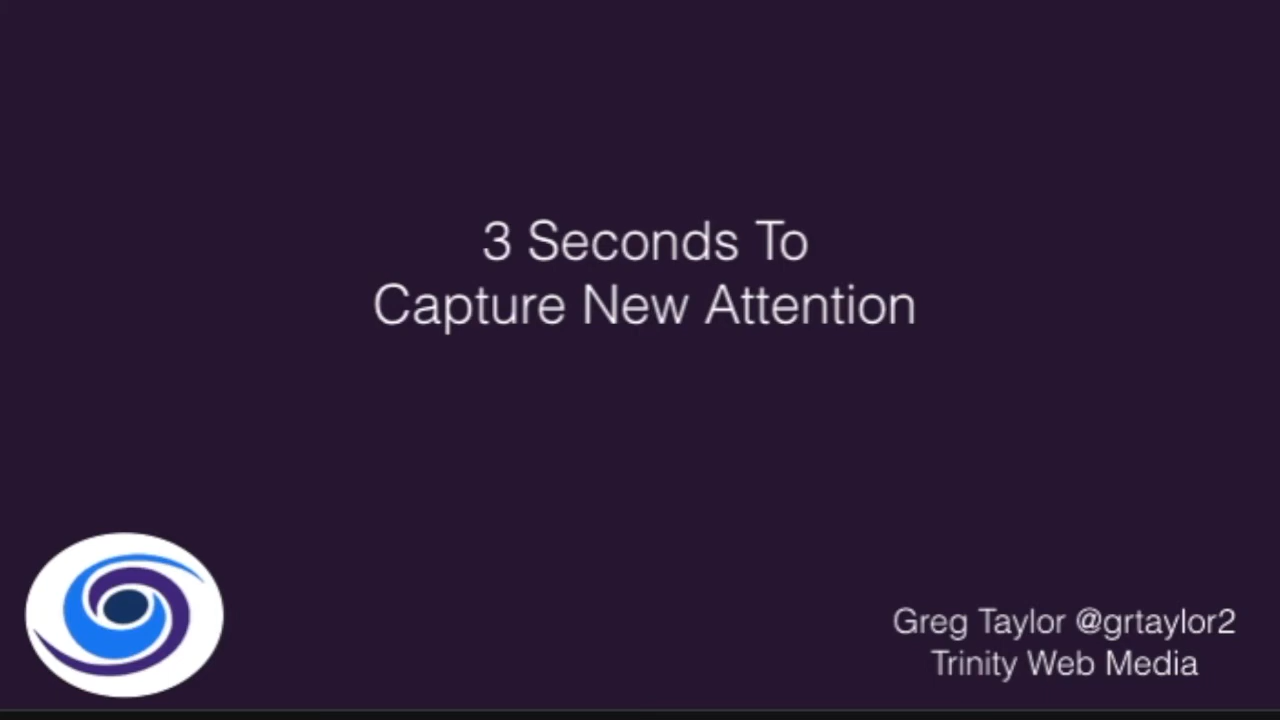 3 Seconds To
Capture New Attention
Greg Taylor @grtaylor2
Trinity Web Media